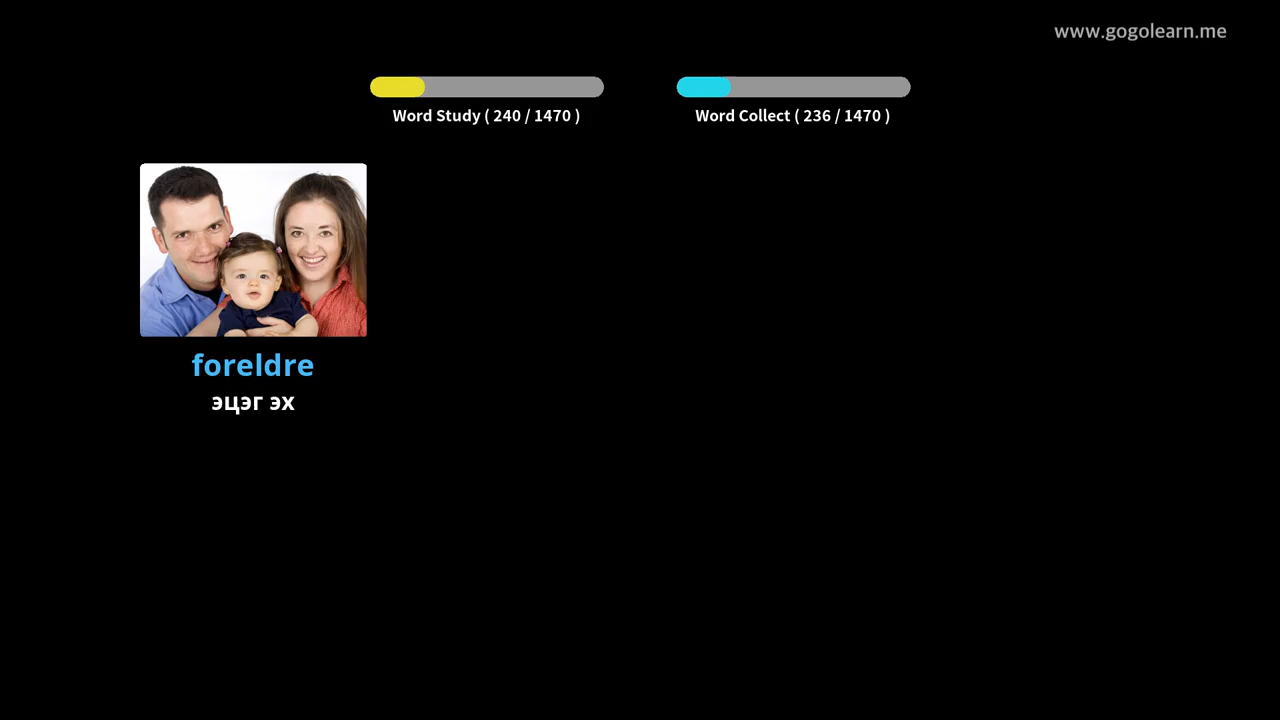 www.gogolearn.me
Word Study ( 240 / 1470 )
Word Collect ( 236 / 1470 )
foreldre
эцэг эх